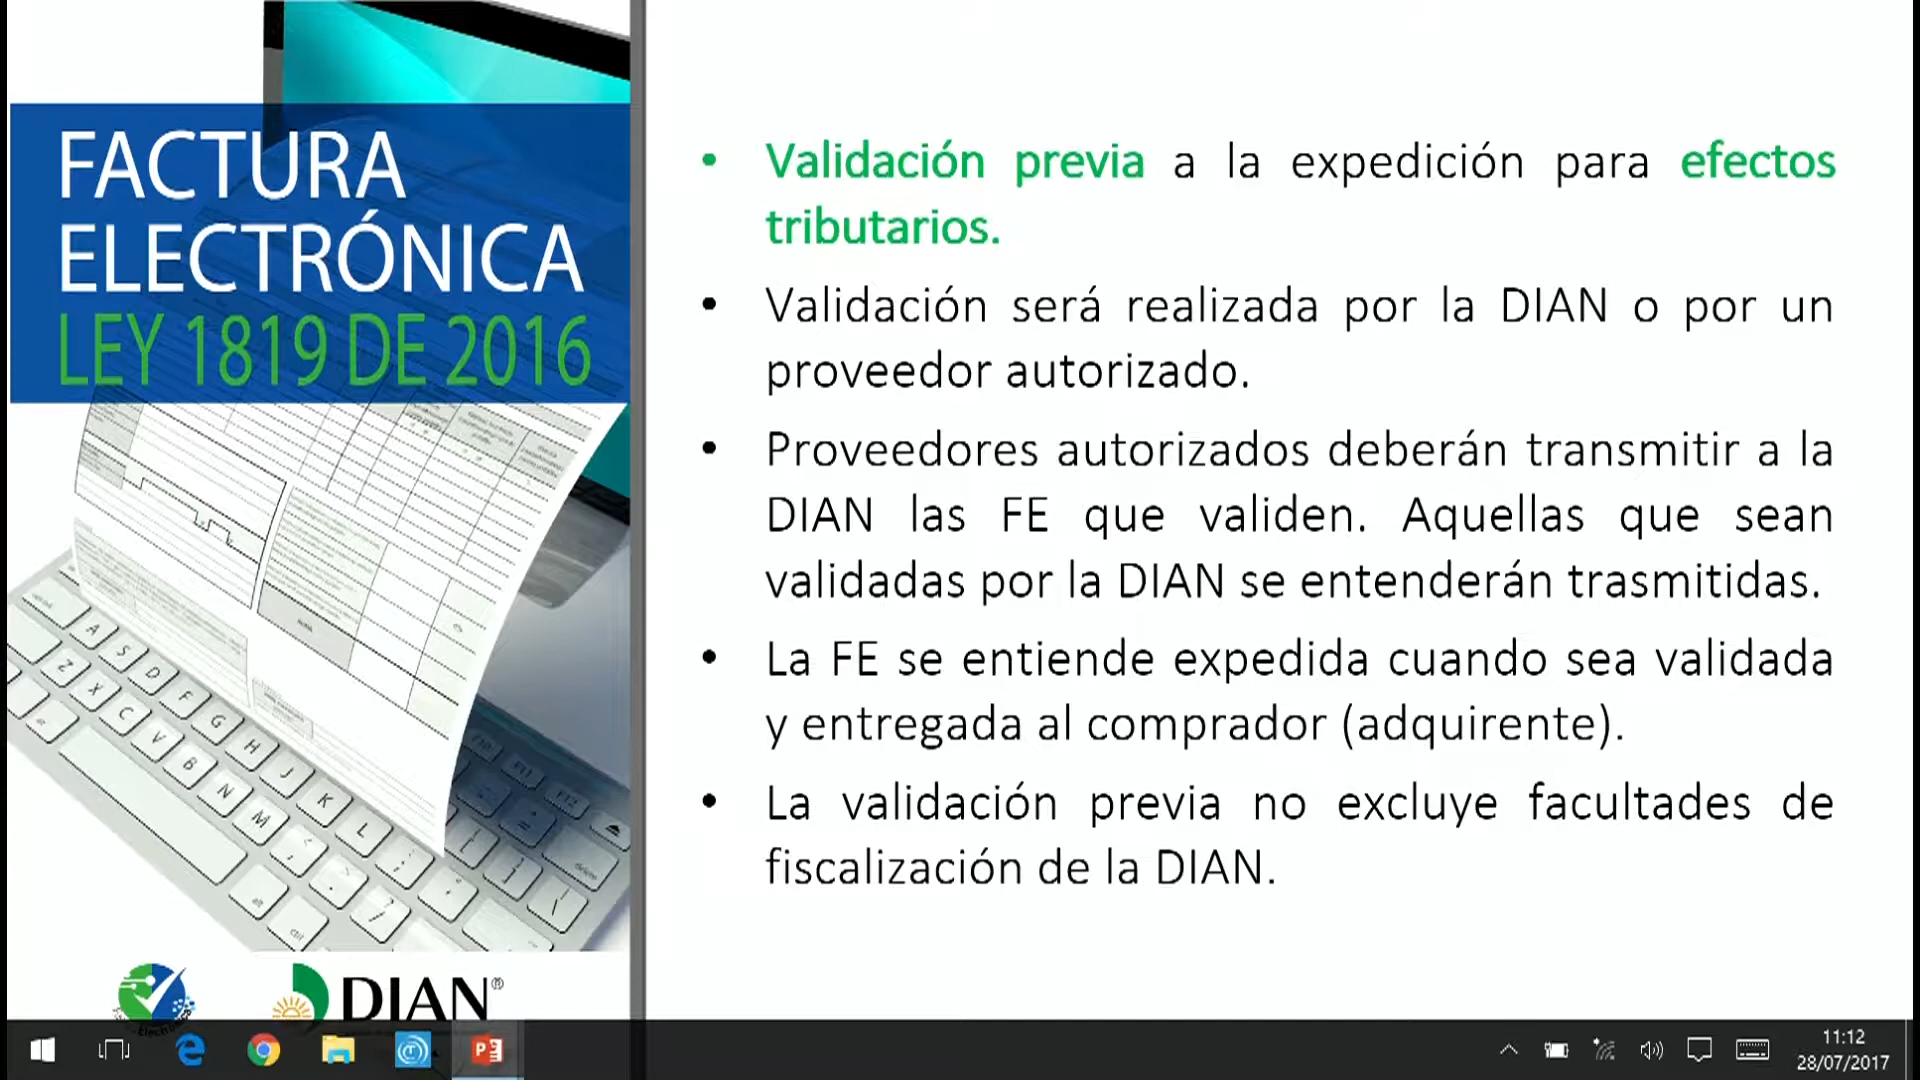 FACTURA
ELECTRÓNICA
LEY 1819 DE 2016
• Validación previa a la expedición para efectos
tributarios.
• Validación será realizada por la DIAN o por un
proveedor autorizado.
• Proveedores autorizados deberán transmitir a la
DIAN las FE que validen. Aquellas que sean
validadas por la DIAN se entenderán trasmitidas.
• La FE se entiende expedida cuando sea validada
y entregada al comprador (adquirente).
• La validación previa no excluye facultades de
fiscalización de la DIAN.
DIAN®
11:12
28/07/2017